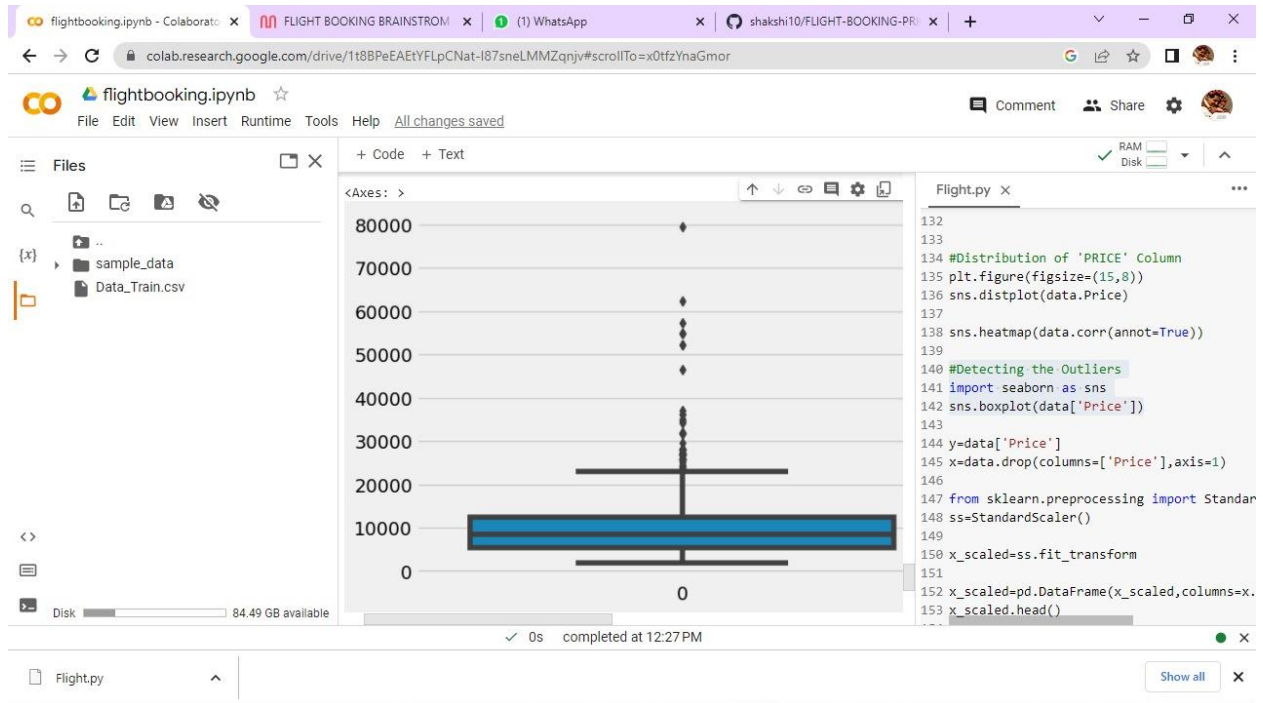 flightbooking.ipynb - Colaborato
FLIGHT BOOKING BRAINSTROM
(1) WhatsApp
shakshi10/FLIGHT-BOOKING-PR
colab.research.google.com/drive/1t8BPeEAEtYFLpCNat-I87sneLMMZqnjv#scrollTo=x0tfzYnaGmor
flightbooking.ipynb
File Edit View Insert Runtime Tools Help All changes saved
Comment Share
Files
+ Code + Text
RAM
Disk
..
sample_data
Data_Train.csv
{x}
<>
Disk 84.49 GB available
<Axes: >
80000
70000
60000
50000
40000
30000
20000
10000
0
0
Flight.py
132
133
134 #Distribution of 'PRICE' Column
135 plt.figure(figsize=(15,8))
136 sns.distplot(data.Price)
137
138 sns.heatmap(data.corr(annot=True))
139
140 #Detecting the Outliers
141 import seaborn as sns
142 sns.boxplot(data['Price'])
143
144 y=data['Price']
145 x=data.drop(columns=['Price'],axis=1)
146
147 from sklearn.preprocessing import Standar
148 ss=StandardScaler()
149
150 x_scaled=ss.fit_transform
151
152 x_scaled=pd.DataFrame(x_scaled,columns=x.
153 x_scaled.head()
0s completed at 12:27 PM
Flight.py
Show all